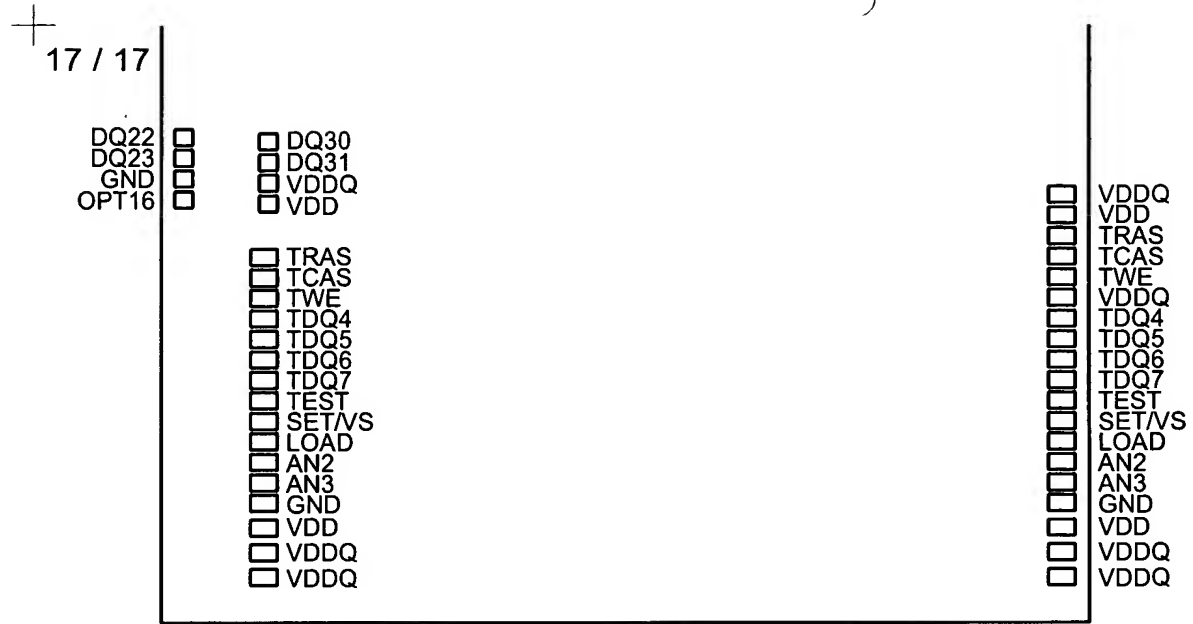 17 / 17
DQ22
DQ23
GND
OPT16
DQ30
DQ31
VDDQ
VDD
TRAS
TCAS
TWE
TDQ4
TDQ5
TDQ6
TDQ7
TEST
SET/VS
LOAD
AN2
AN3
GND
VDD
VDDQ
VDDQ
VDDQ
VDD
TRAS
TCAS
TWE
VDDQ
TDQ4
TDQ5
TDQ6
TDQ7
TEST
SET/VS
LOAD
AN2
AN3
GND
VDD
VDDQ
VDDQ